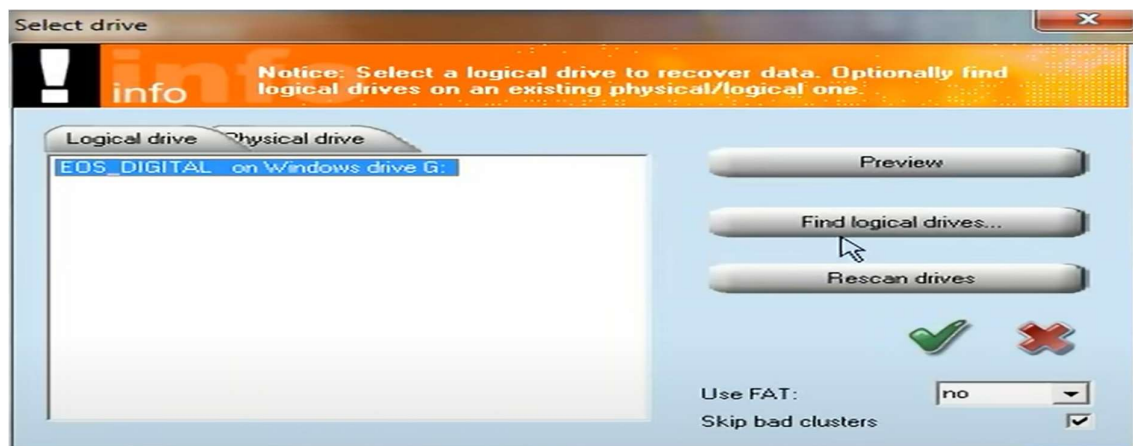 Select drive
info
Notice: Select a logical drive to recover data. Optionally find
logical drives on an existing physical/logical one.
Logical drive
Physical drive
EOS_DIGITAL on Windows drive G:
Preview
Find logical drives...
Rescan drives
Use FAT:
no
Skip bad clusters